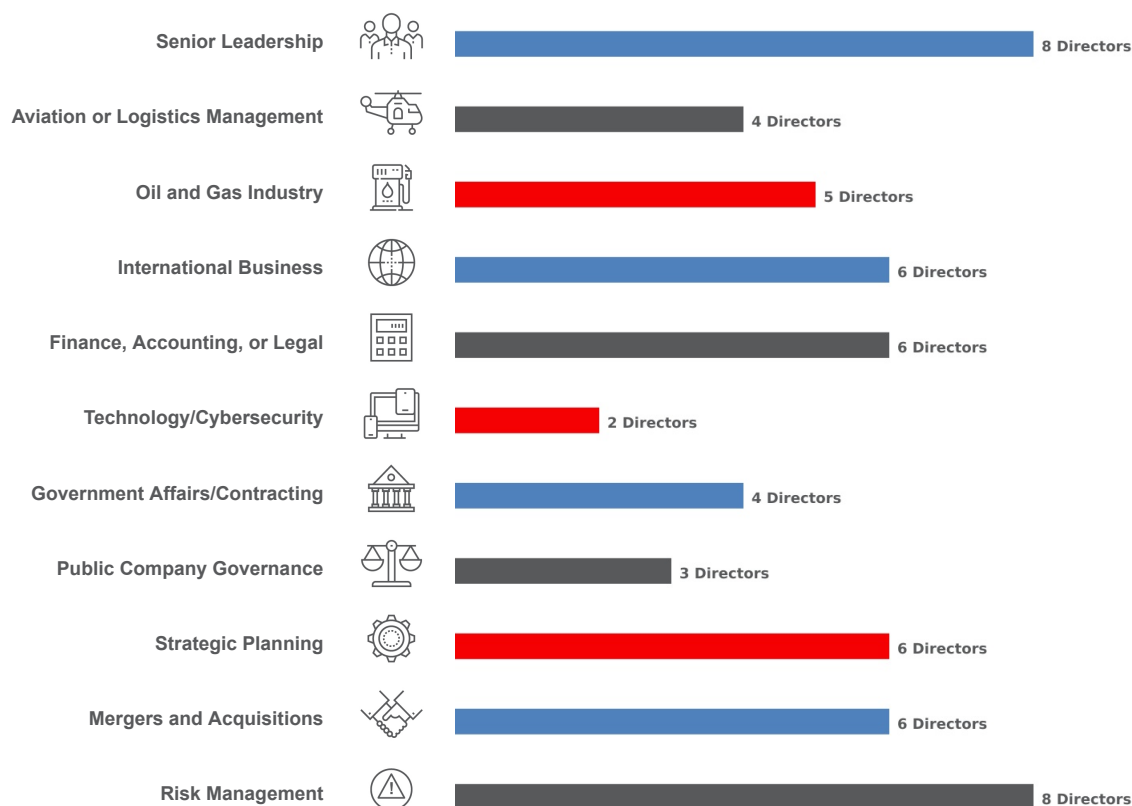 Senior Leadership 8 Directors
Aviation or Logistics Management 4 Directors
Oil and Gas Industry 5 Directors
International Business 6 Directors
Finance, Accounting, or Legal 6 Directors
Technology/Cybersecurity 2 Directors
Government Affairs/Contracting 4 Directors
Public Company Governance 3 Directors
Strategic Planning 6 Directors
Mergers and Acquisitions 6 Directors
Risk Management 8 Directors